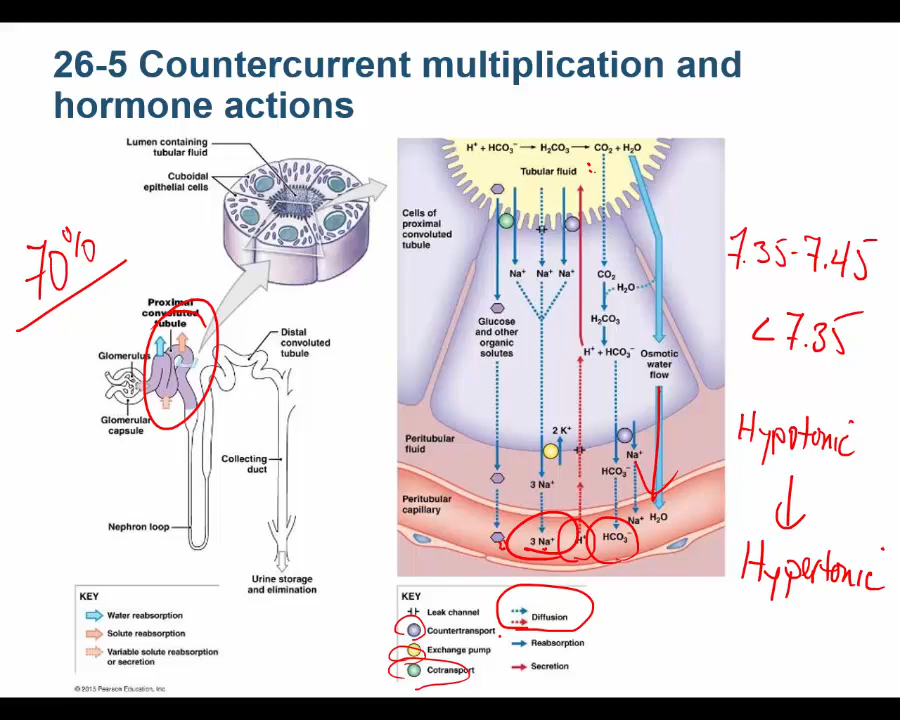 26-5 Countercurrent multiplication and
hormone actions
Lumen containing
tubular fluid
Cuboidal
epithelial cells
70%
Proximal
convoluted
tubule
Distal
convoluted
tubule
Glomerulus
Glomerular
capsule
Collecting
duct
Nephron loop
Urine storage
and elimination
KEY
Water reabsorption
Solute reabsorption
Variable solute reabsorption
or secretion
© 2015 Pearson Education, Inc.
H⁺ + HCO₃⁻ → H₂CO₃ → CO₂ + H₂O
Tubular fluid
Cells of
proximal
convoluted
tubule
Na⁺ Na⁺ Na⁺
CO₂
H₂O
Glucose
and other
organic
solutes
H₂CO₃
H⁺ + HCO₃⁻
Osmotic
water
flow
Peritubular
fluid
2 K⁺
Na⁺
3 Na⁺
HCO₃⁻
Peritubular
capillary
Na⁺
H₂O
3 Na⁺
H⁺
HCO₃⁻
KEY
Leak channel
Countertransport
Exchange pump
Cotransport
Diffusion
Reabsorption
Secretion
7.35-7.45
<7.35
Hypotonic
↓
Hypertonic